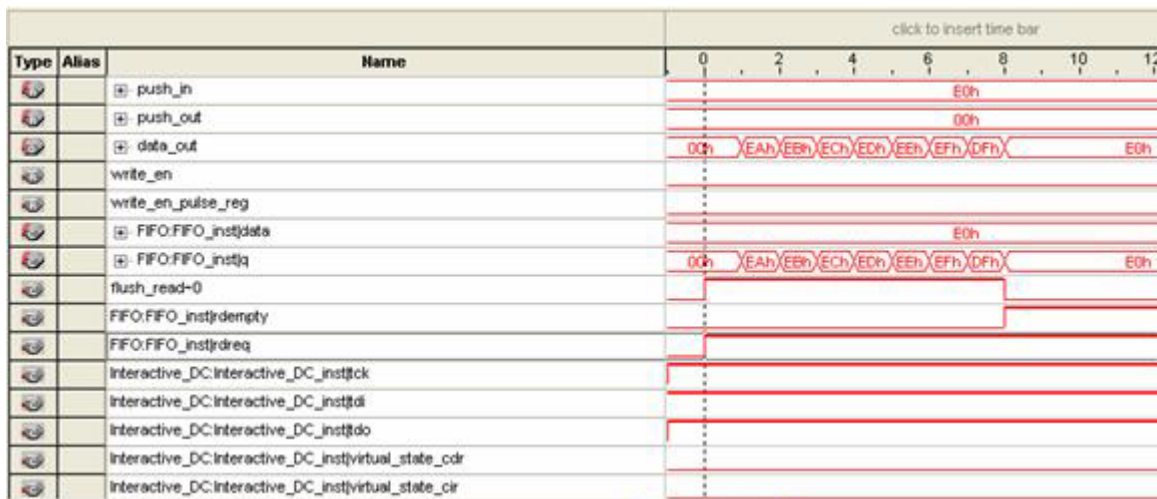 click to insert time bar
Type Alias Name 0 2 4 6 8 10 12
push_in E0h
push_out 00h
data_out 00h EAh EBh ECh EDh EEh EFh DFh E0h
write_en
write_en_pulse_reg
FIFO:FIFO_inst|data E0h
FIFO:FIFO_inst|q 00h EAh EBh ECh EDh EEh EFh DFh E0h
flush_read~0
FIFO:FIFO_inst|rdempty
FIFO:FIFO_inst|rdreq
Interactive_DC:Interactive_DC_inst|tck
Interactive_DC:Interactive_DC_inst|tdi
Interactive_DC:Interactive_DC_inst|tdo
Interactive_DC:Interactive_DC_inst|virtual_state_cdr
Interactive_DC:Interactive_DC_inst|virtual_state_cir